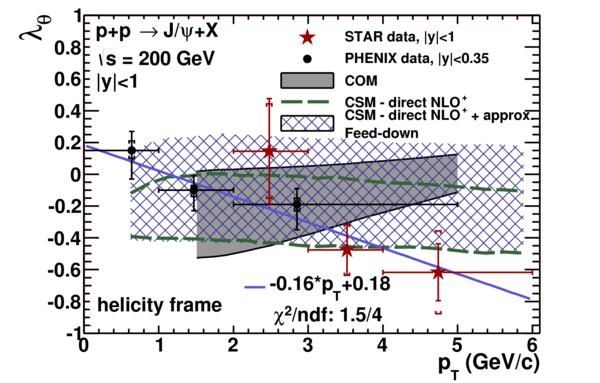 λθ
1
0.8
0.6
0.4
0.2
0
-0.2
-0.4
-0.6
-0.8
-1
p+p → J/ψ+X
√s = 200 GeV
|y|<1
STAR data, |y|<1
PHENIX data, |y|<0.35
COM
CSM - direct NLO+
CSM - direct NLO+ + approx.
Feed-down
-0.16*pT+0.18
χ2/ndf: 1.5/4
helicity frame
0 1 2 3 4 5 6
pT (GeV/c)